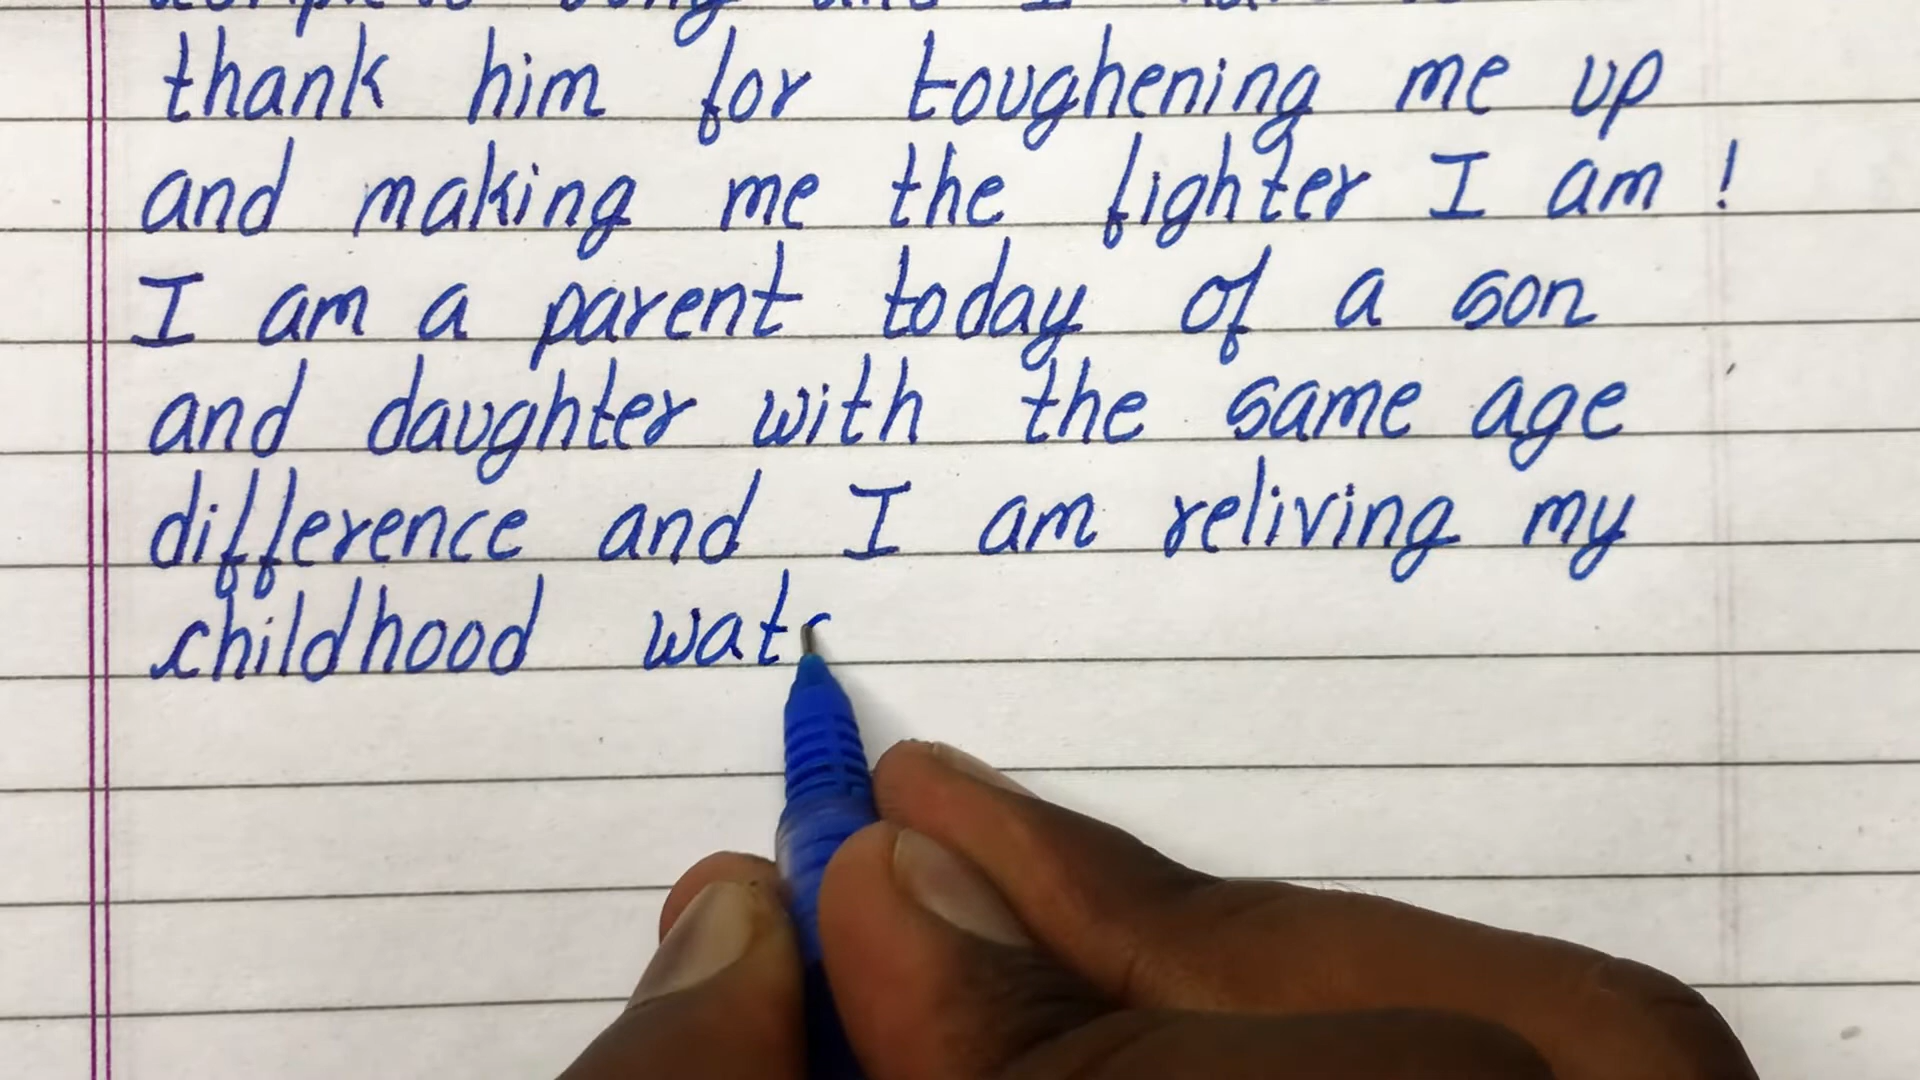 thank him for toughening me up
and making me the fighter I am !
I am a parent today of a son
and daughter with the same age
difference and I am reliving my
childhood watc